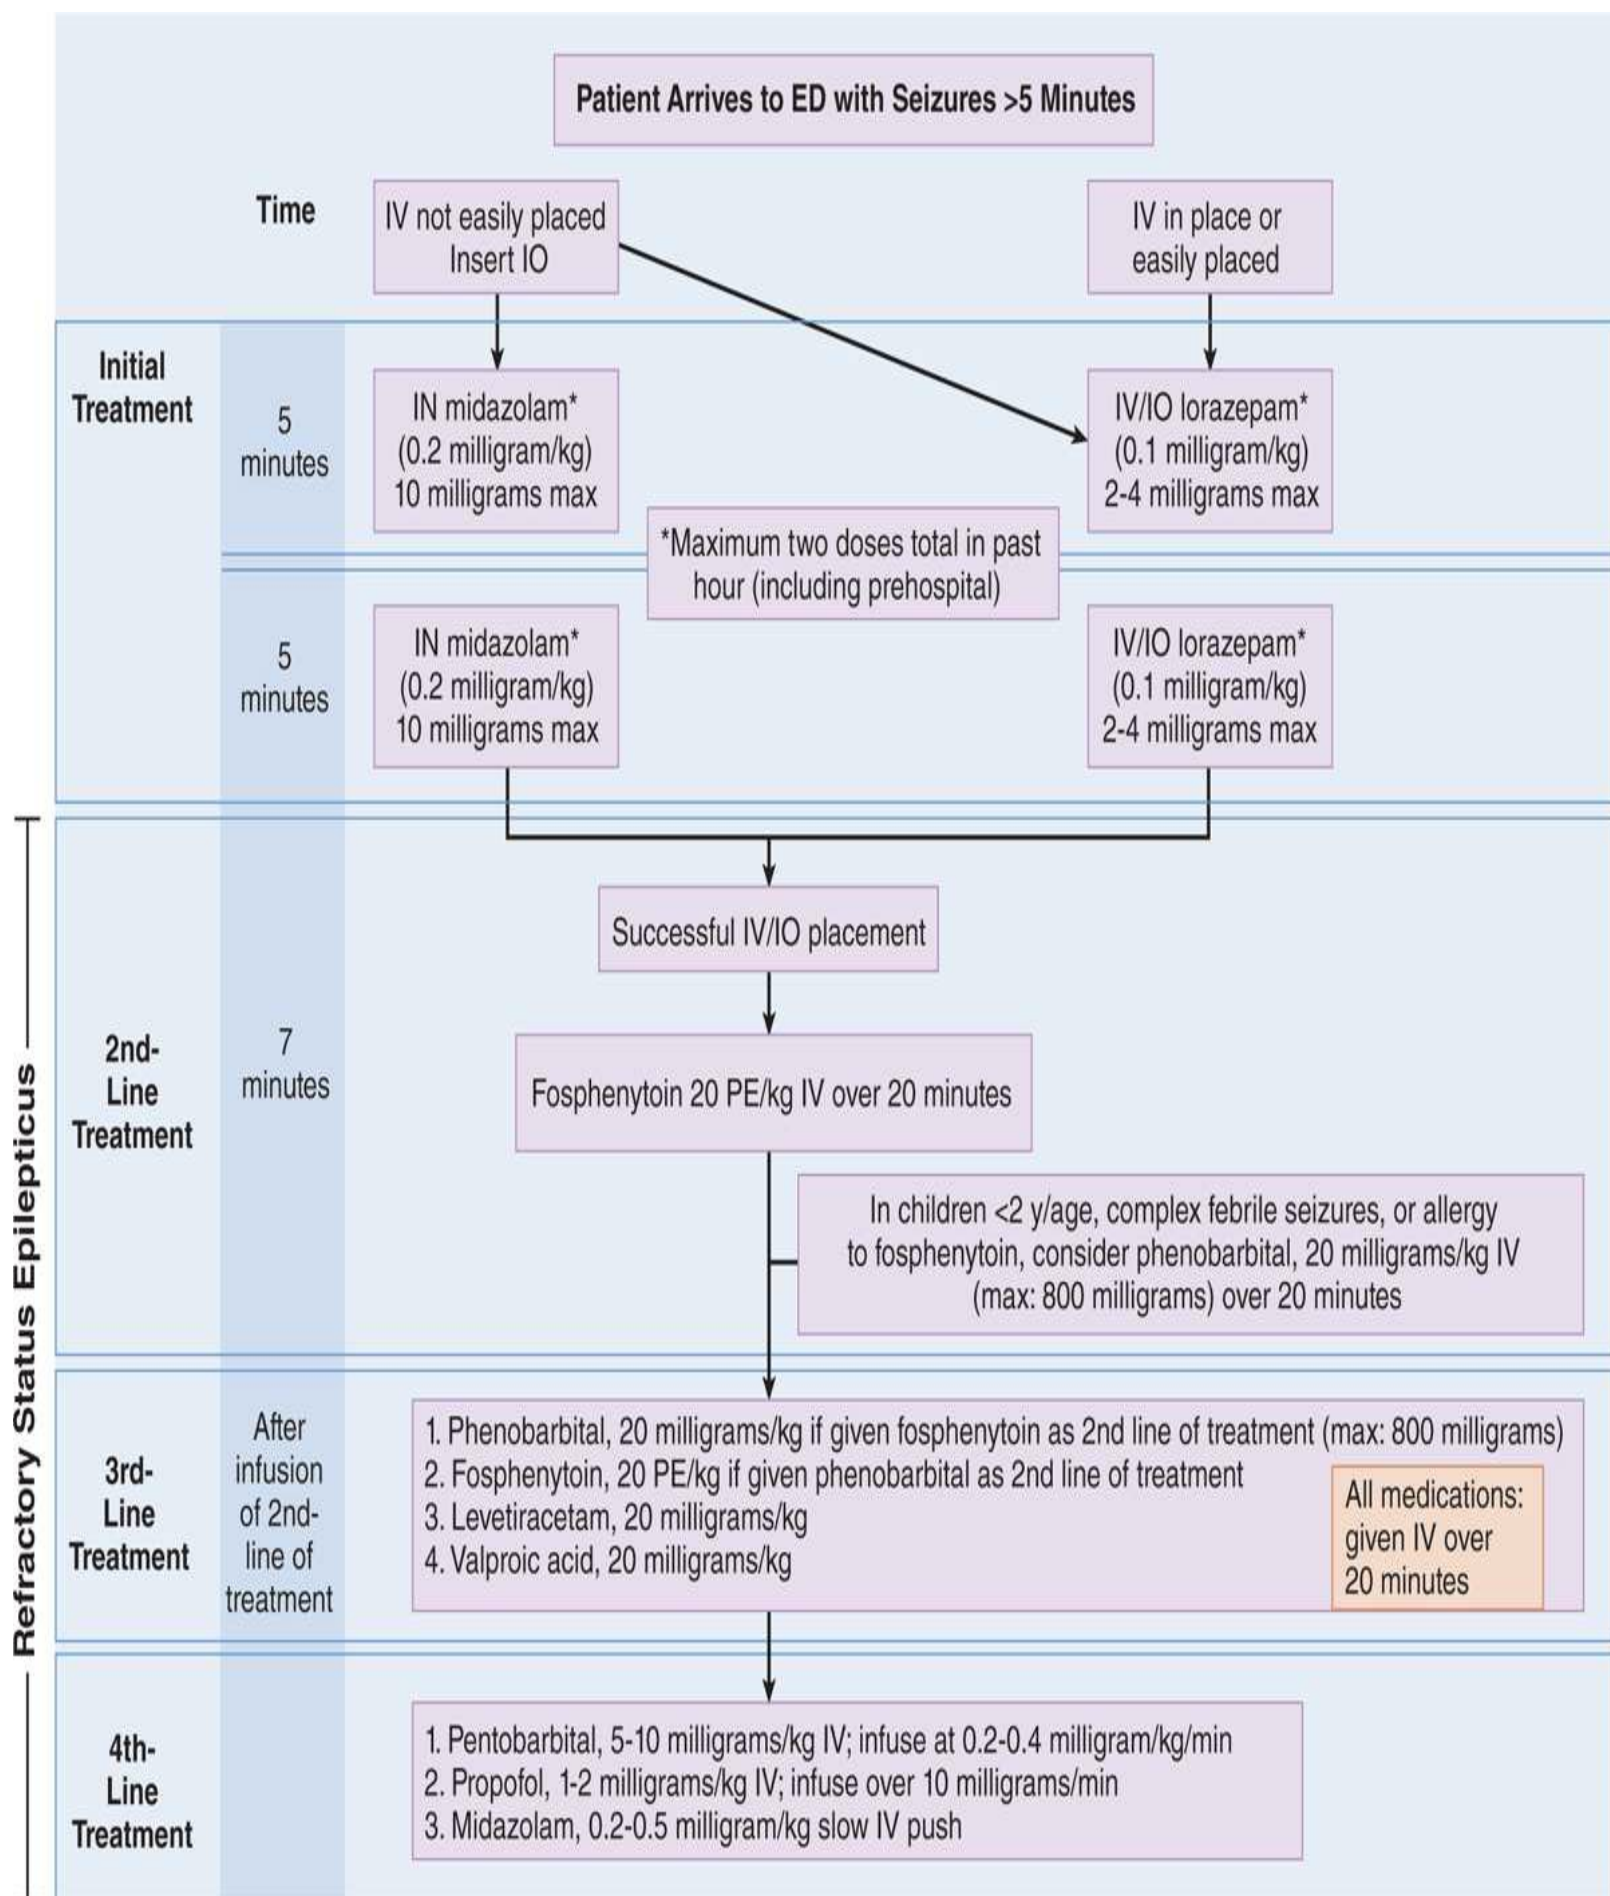 Patient Arrives to ED with Seizures >5 Minutes
Time
IV not easily placed
Insert IO
IV in place or
easily placed
Initial
Treatment
5
minutes
IN midazolam*
(0.2 milligram/kg)
10 milligrams max
IV/IO lorazepam*
(0.1 milligram/kg)
2-4 milligrams max
*Maximum two doses total in past
hour (including prehospital)
5
minutes
IN midazolam*
(0.2 milligram/kg)
10 milligrams max
IV/IO lorazepam*
(0.1 milligram/kg)
2-4 milligrams max
Refractory Status Epilepticus
2nd-
Line
Treatment
7
minutes
Successful IV/IO placement
Fosphenytoin 20 PE/kg IV over 20 minutes
In children <2 y/age, complex febrile seizures, or allergy
to fosphenytoin, consider phenobarbital, 20 milligrams/kg IV
(max: 800 milligrams) over 20 minutes
3rd-
Line
Treatment
After
infusion
of 2nd-
line of
treatment
1. Phenobarbital, 20 milligrams/kg if given fosphenytoin as 2nd line of treatment (max: 800 milligrams)
2. Fosphenytoin, 20 PE/kg if given phenobarbital as 2nd line of treatment
3. Levetiracetam, 20 milligrams/kg
4. Valproic acid, 20 milligrams/kg
All medications:
given IV over
20 minutes
4th-
Line
Treatment
1. Pentobarbital, 5-10 milligrams/kg IV; infuse at 0.2-0.4 milligram/kg/min
2. Propofol, 1-2 milligrams/kg IV; infuse over 10 milligrams/min
3. Midazolam, 0.2-0.5 milligram/kg slow IV push